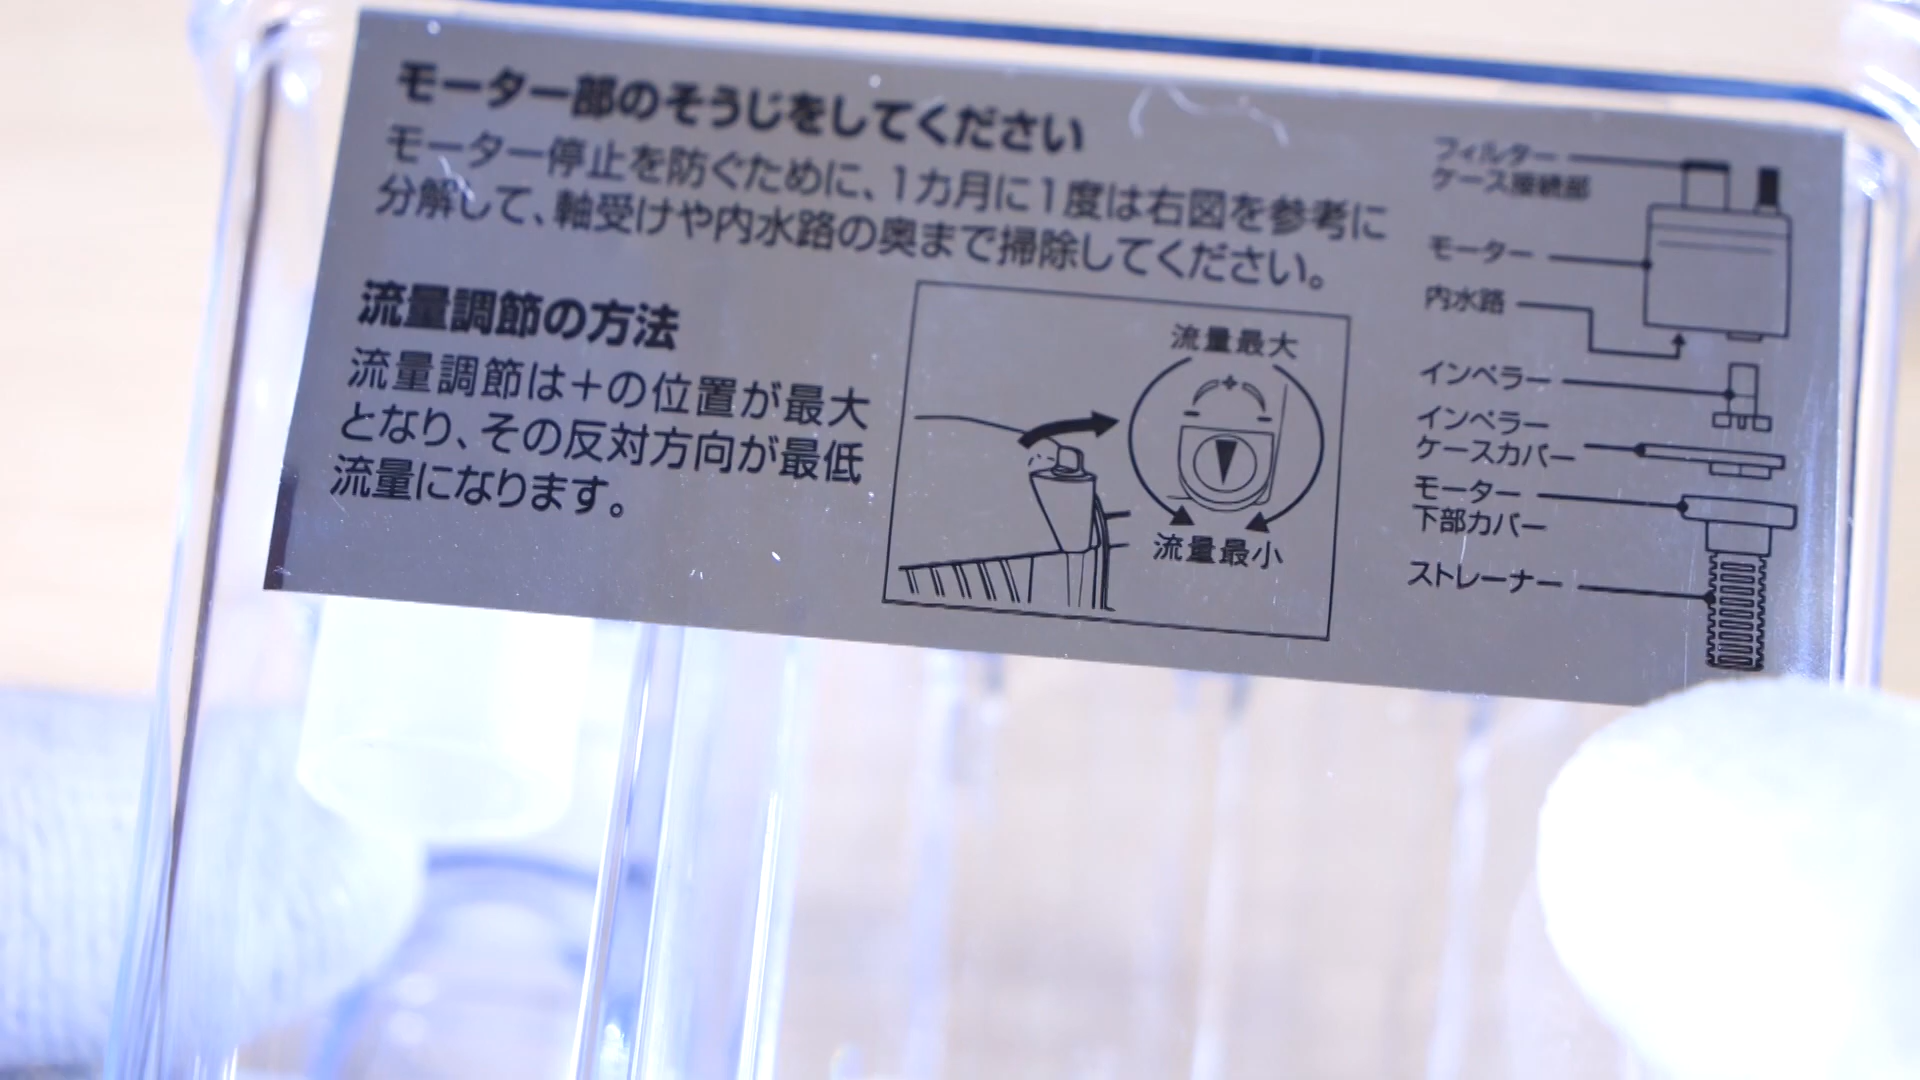 モーター部のそうじをしてください
モーター停止を防ぐために、1カ月に1度は右図を参考に
分解して、軸受けや内水路の奥まで掃除してください。
流量調節の方法
流量調節は＋の位置が最大
となり、その反対方向が最低
流量になります。
流量最大
＋
− −
流量最小
フィルター
ケース接続部
モーター
内水路
インペラー
インペラー
ケースカバー
モーター
下部カバー
ストレーナー